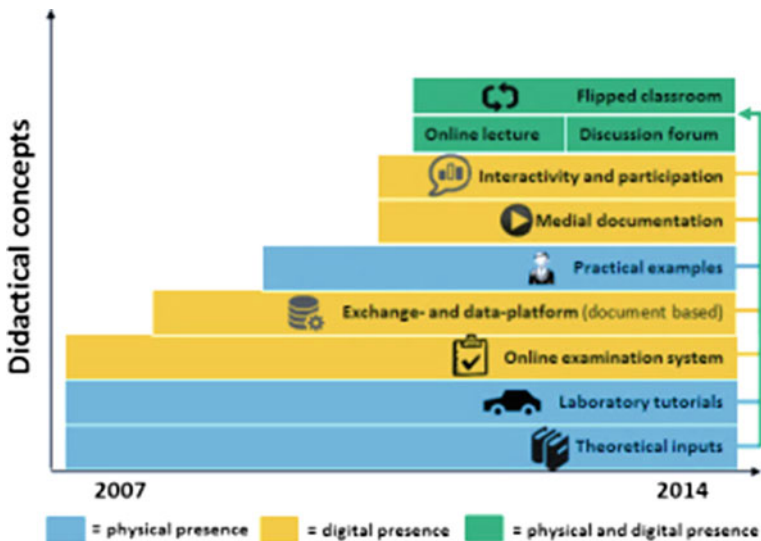 Didactical concepts
Flipped classroom
Online lecture Discussion forum
Interactivity and participation
Medial documentation
Practical examples
Exchange- and data-platform (document based)
Online examination system
Laboratory tutorials
Theoretical inputs
2007 2014
= physical presence = digital presence = physical and digital presence